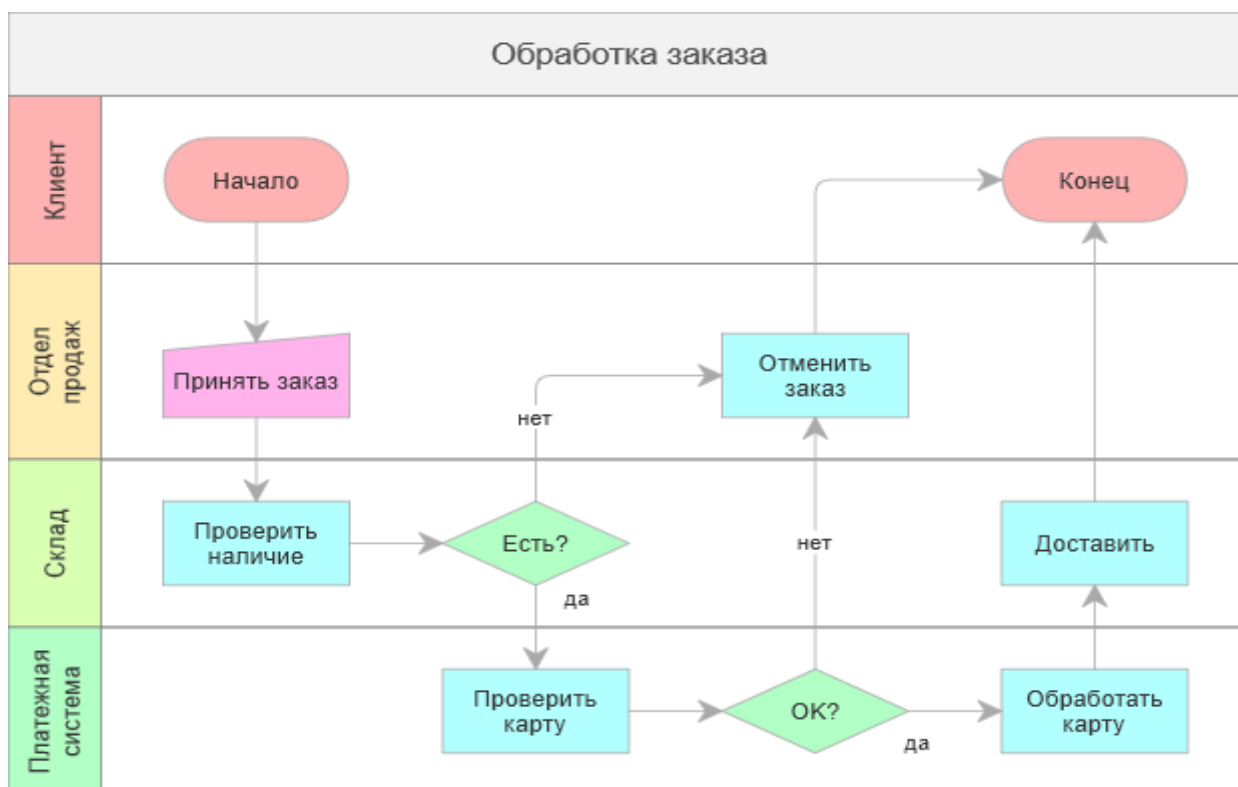 Обработка заказа
Клиент
Начало
Конец
Отдел
продаж
Принять заказ
нет
Отменить
заказ
Склад
Проверить
наличие
Есть?
да
нет
Доставить
Платежная
система
Проверить
карту
OK?
да
Обработать
карту